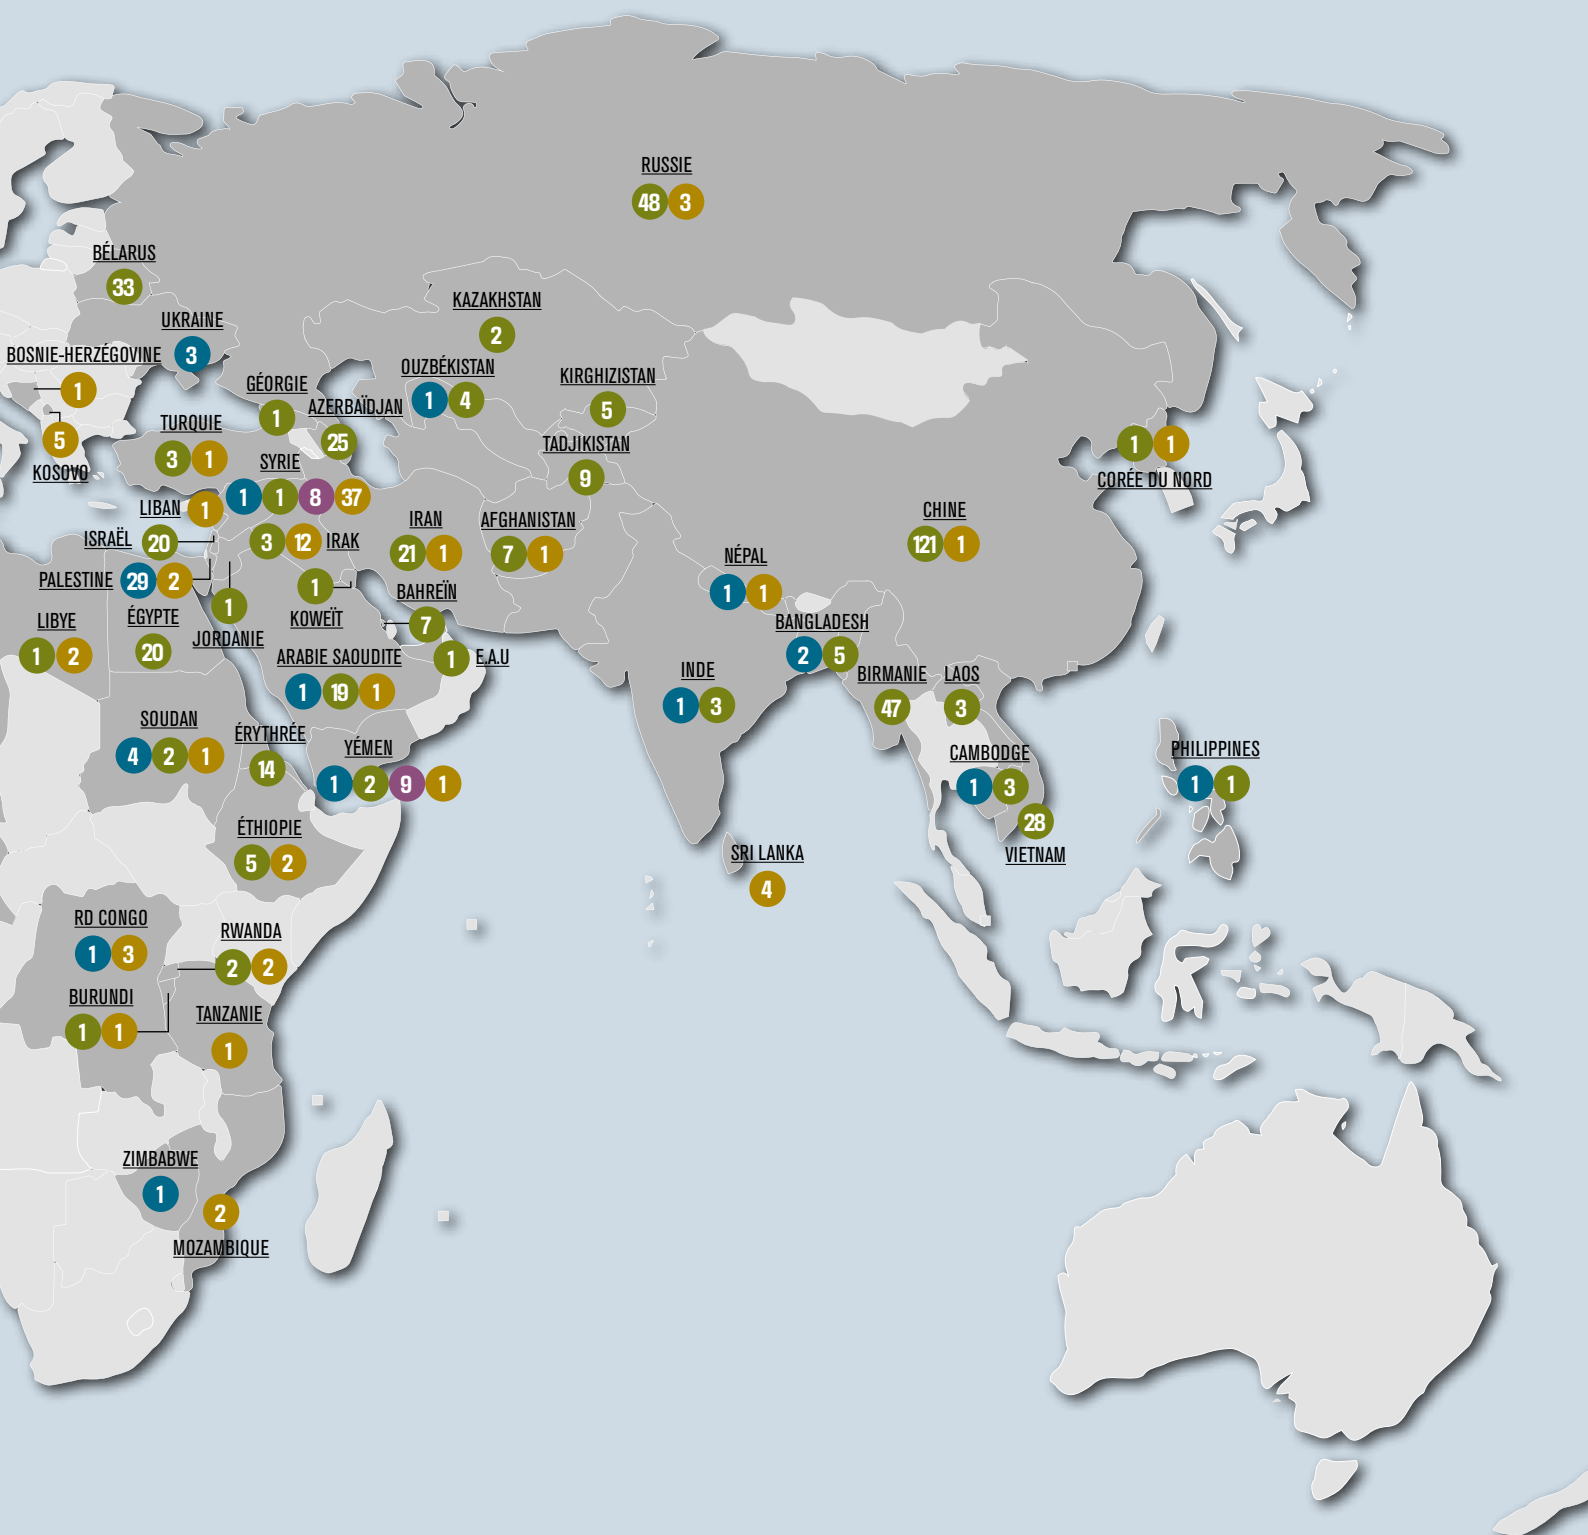 RUSSIE
48 3
BÉLARUS
33
UKRAINE
3
KAZAKHSTAN
2
BOSNIE-HERZÉGOVINE
1
OUZBÉKISTAN
1 4
KIRGHIZISTAN
5
GÉORGIE
1
AZERBAÏDJAN
25
TURQUIE
3 1
5
KOSOVO
TADJIKISTAN
9
1 1
CORÉE DU NORD
SYRIE
1 1 8 37
LIBAN 1
ISRAËL 20
3 12 IRAK
IRAN
21 1
AFGHANISTAN
7 1
CHINE
121 1
PALESTINE 29 2
1
KOWEÏT
BAHREÏN
7
NÉPAL
1 1
LIBYE
1 2
ÉGYPTE
20
1
JORDANIE
ARABIE SAOUDITE
1 19 1
1 E.A.U
BANGLADESH
2 5
INDE
1 3
BIRMANIE
47
LAOS
3
SOUDAN
4 2 1
ÉRYTHRÉE
14
YÉMEN
1 2 9 1
CAMBODGE
1 3
PHILIPPINES
1 1
28
VIETNAM
ÉTHIOPIE
5 2
SRI LANKA
4
RD CONGO
1 3
RWANDA
2 2
BURUNDI
1 1
TANZANIE
1
ZIMBABWE
1
2
MOZAMBIQUE